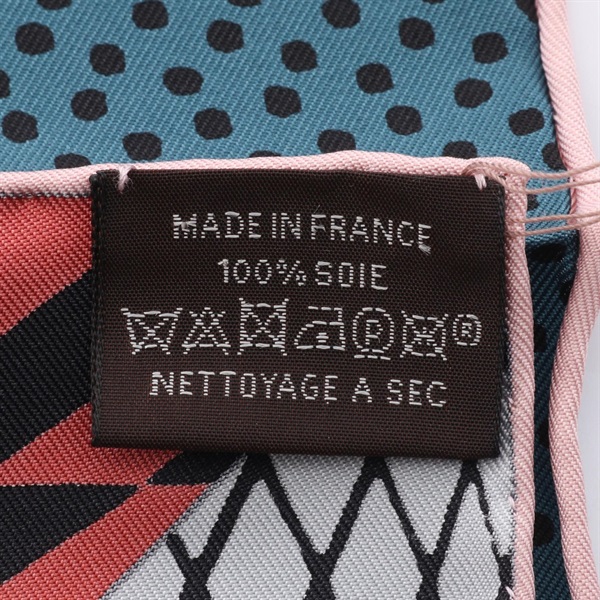 MADE IN FRANCE
100% SOIE
P ®
NETTOYAGE A SEC